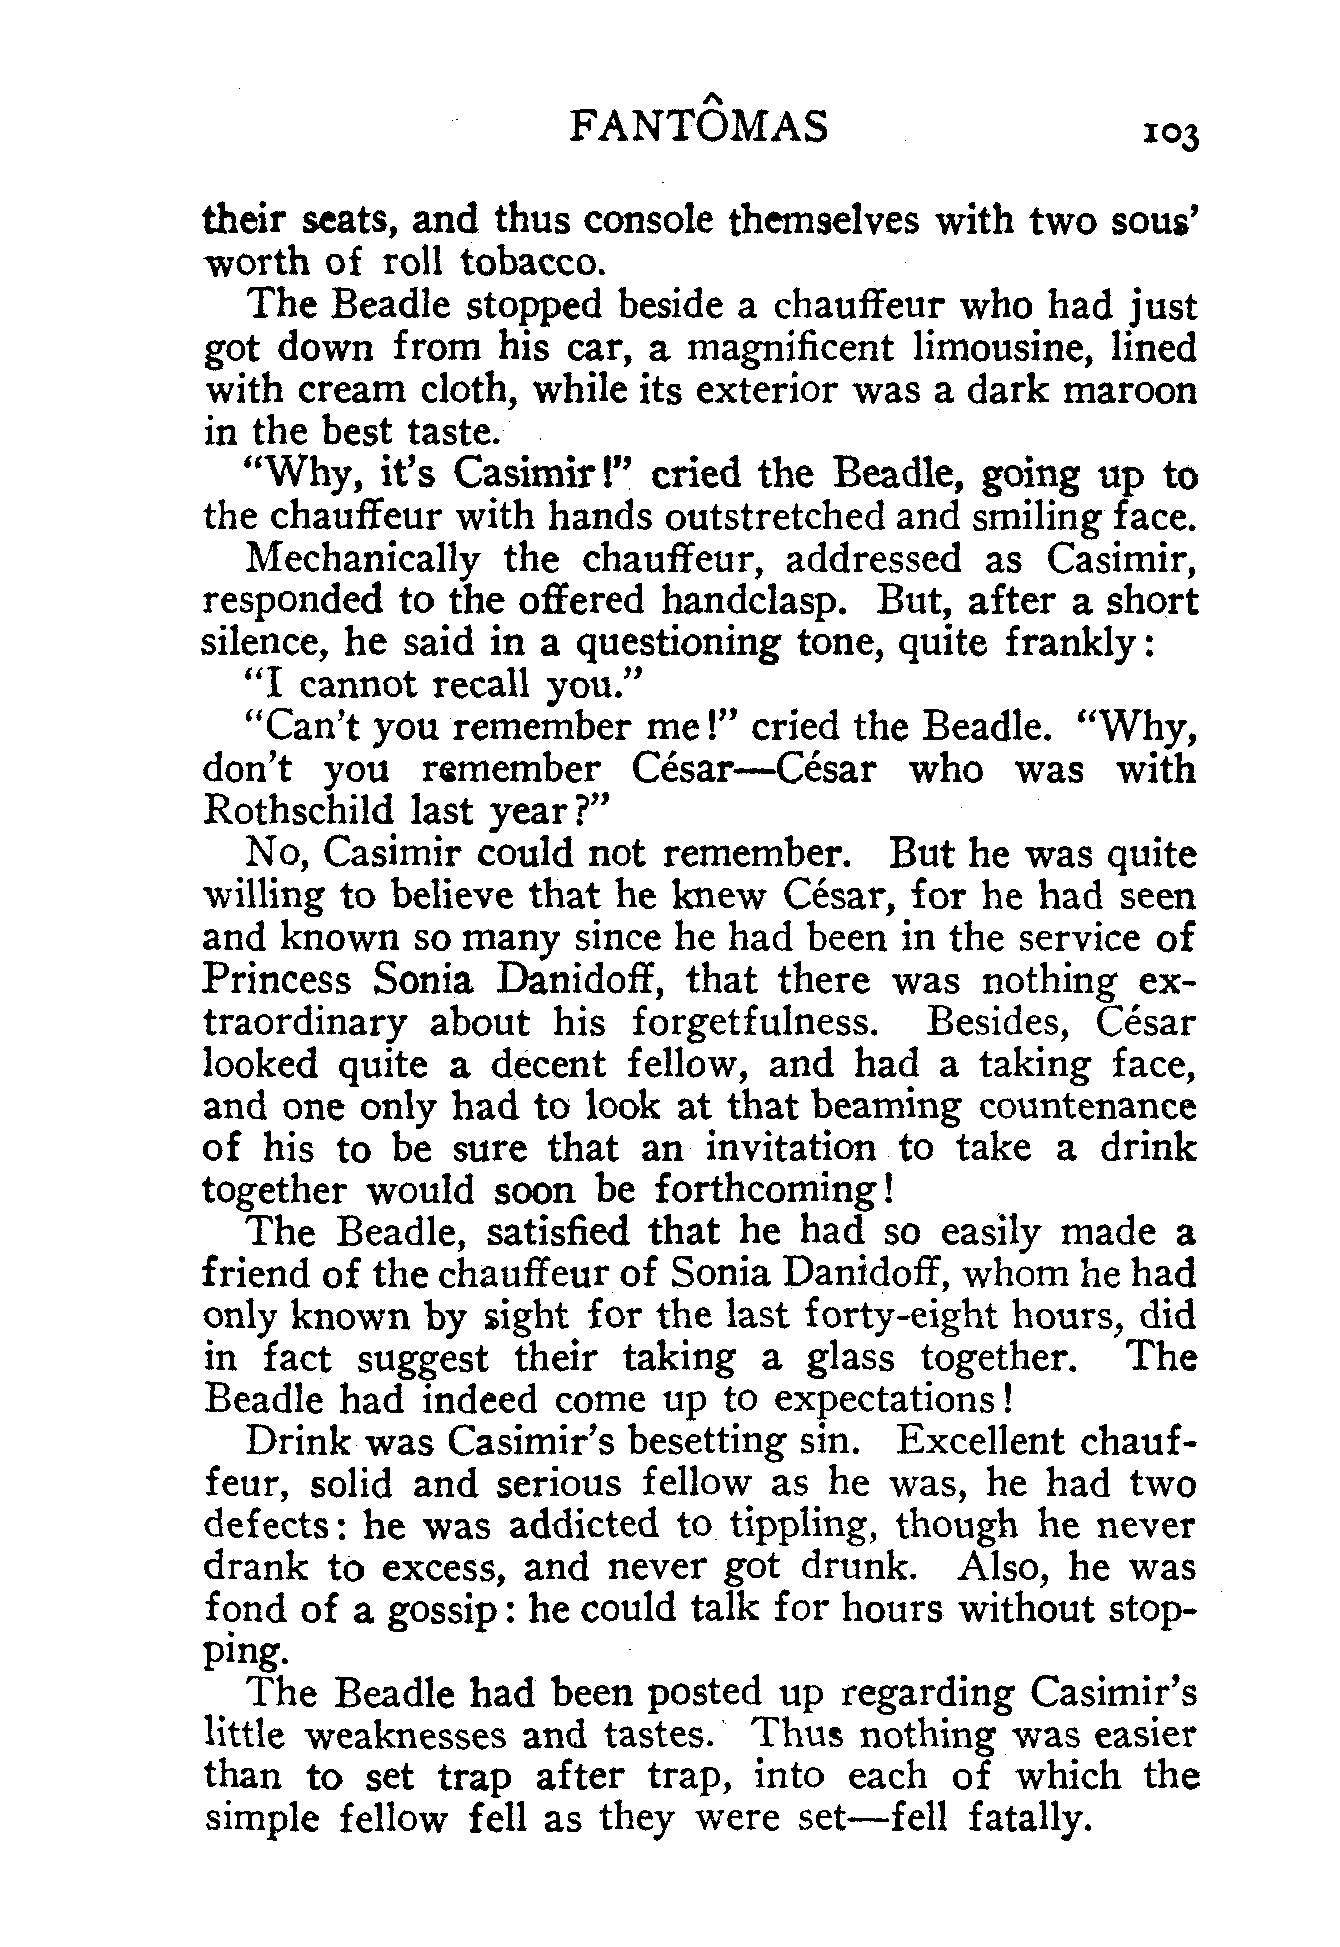 FANTÔMAS 103
their seats, and thus console themselves with two sous'
worth of roll tobacco.
The Beadle stopped beside a chauffeur who had just
got down from his car, a magnificent limousine, lined
with cream cloth, while its exterior was a dark maroon
in the best taste.
"Why, it's Casimir!" cried the Beadle, going up to
the chauffeur with hands outstretched and smiling face.
Mechanically the chauffeur, addressed as Casimir,
responded to the offered handclasp. But, after a short
silence, he said in a questioning tone, quite frankly:
"I cannot recall you."
"Can't you remember me!" cried the Beadle. "Why,
don't you remember César—César who was with
Rothschild last year?"
No, Casimir could not remember. But he was quite
willing to believe that he knew César, for he had seen
and known so many since he had been in the service of
Princess Sonia Danidoff, that there was nothing ex-
traordinary about his forgetfulness. Besides, César
looked quite a decent fellow, and had a taking face,
and one only had to look at that beaming countenance
of his to be sure that an invitation to take a drink
together would soon be forthcoming!
The Beadle, satisfied that he had so easily made a
friend of the chauffeur of Sonia Danidoff, whom he had
only known by sight for the last forty-eight hours, did
in fact suggest their taking a glass together. The
Beadle had indeed come up to expectations!
Drink was Casimir's besetting sin. Excellent chauf-
feur, solid and serious fellow as he was, he had two
defects: he was addicted to tippling, though he never
drank to excess, and never got drunk. Also, he was
fond of a gossip: he could talk for hours without stop-
ping.
The Beadle had been posted up regarding Casimir's
little weaknesses and tastes. Thus nothing was easier
than to set trap after trap, into each of which the
simple fellow fell as they were set—fell fatally.